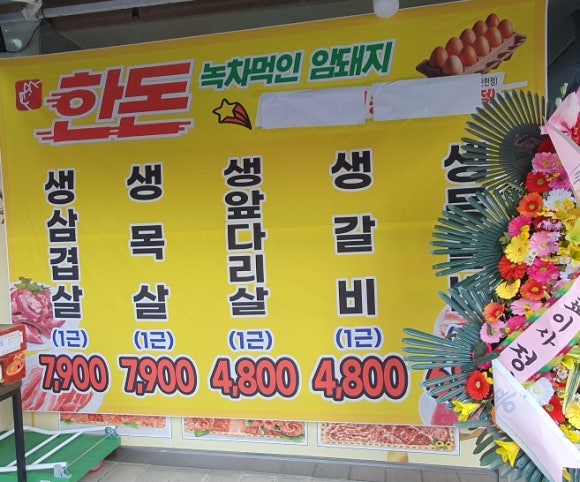 한돈
녹차먹인 암돼지
생삼겹살
(1근)
7,900
생목살
(1근)
7,900
생앞다리살
(1근)
4,800
생갈비
(1근)
4,800